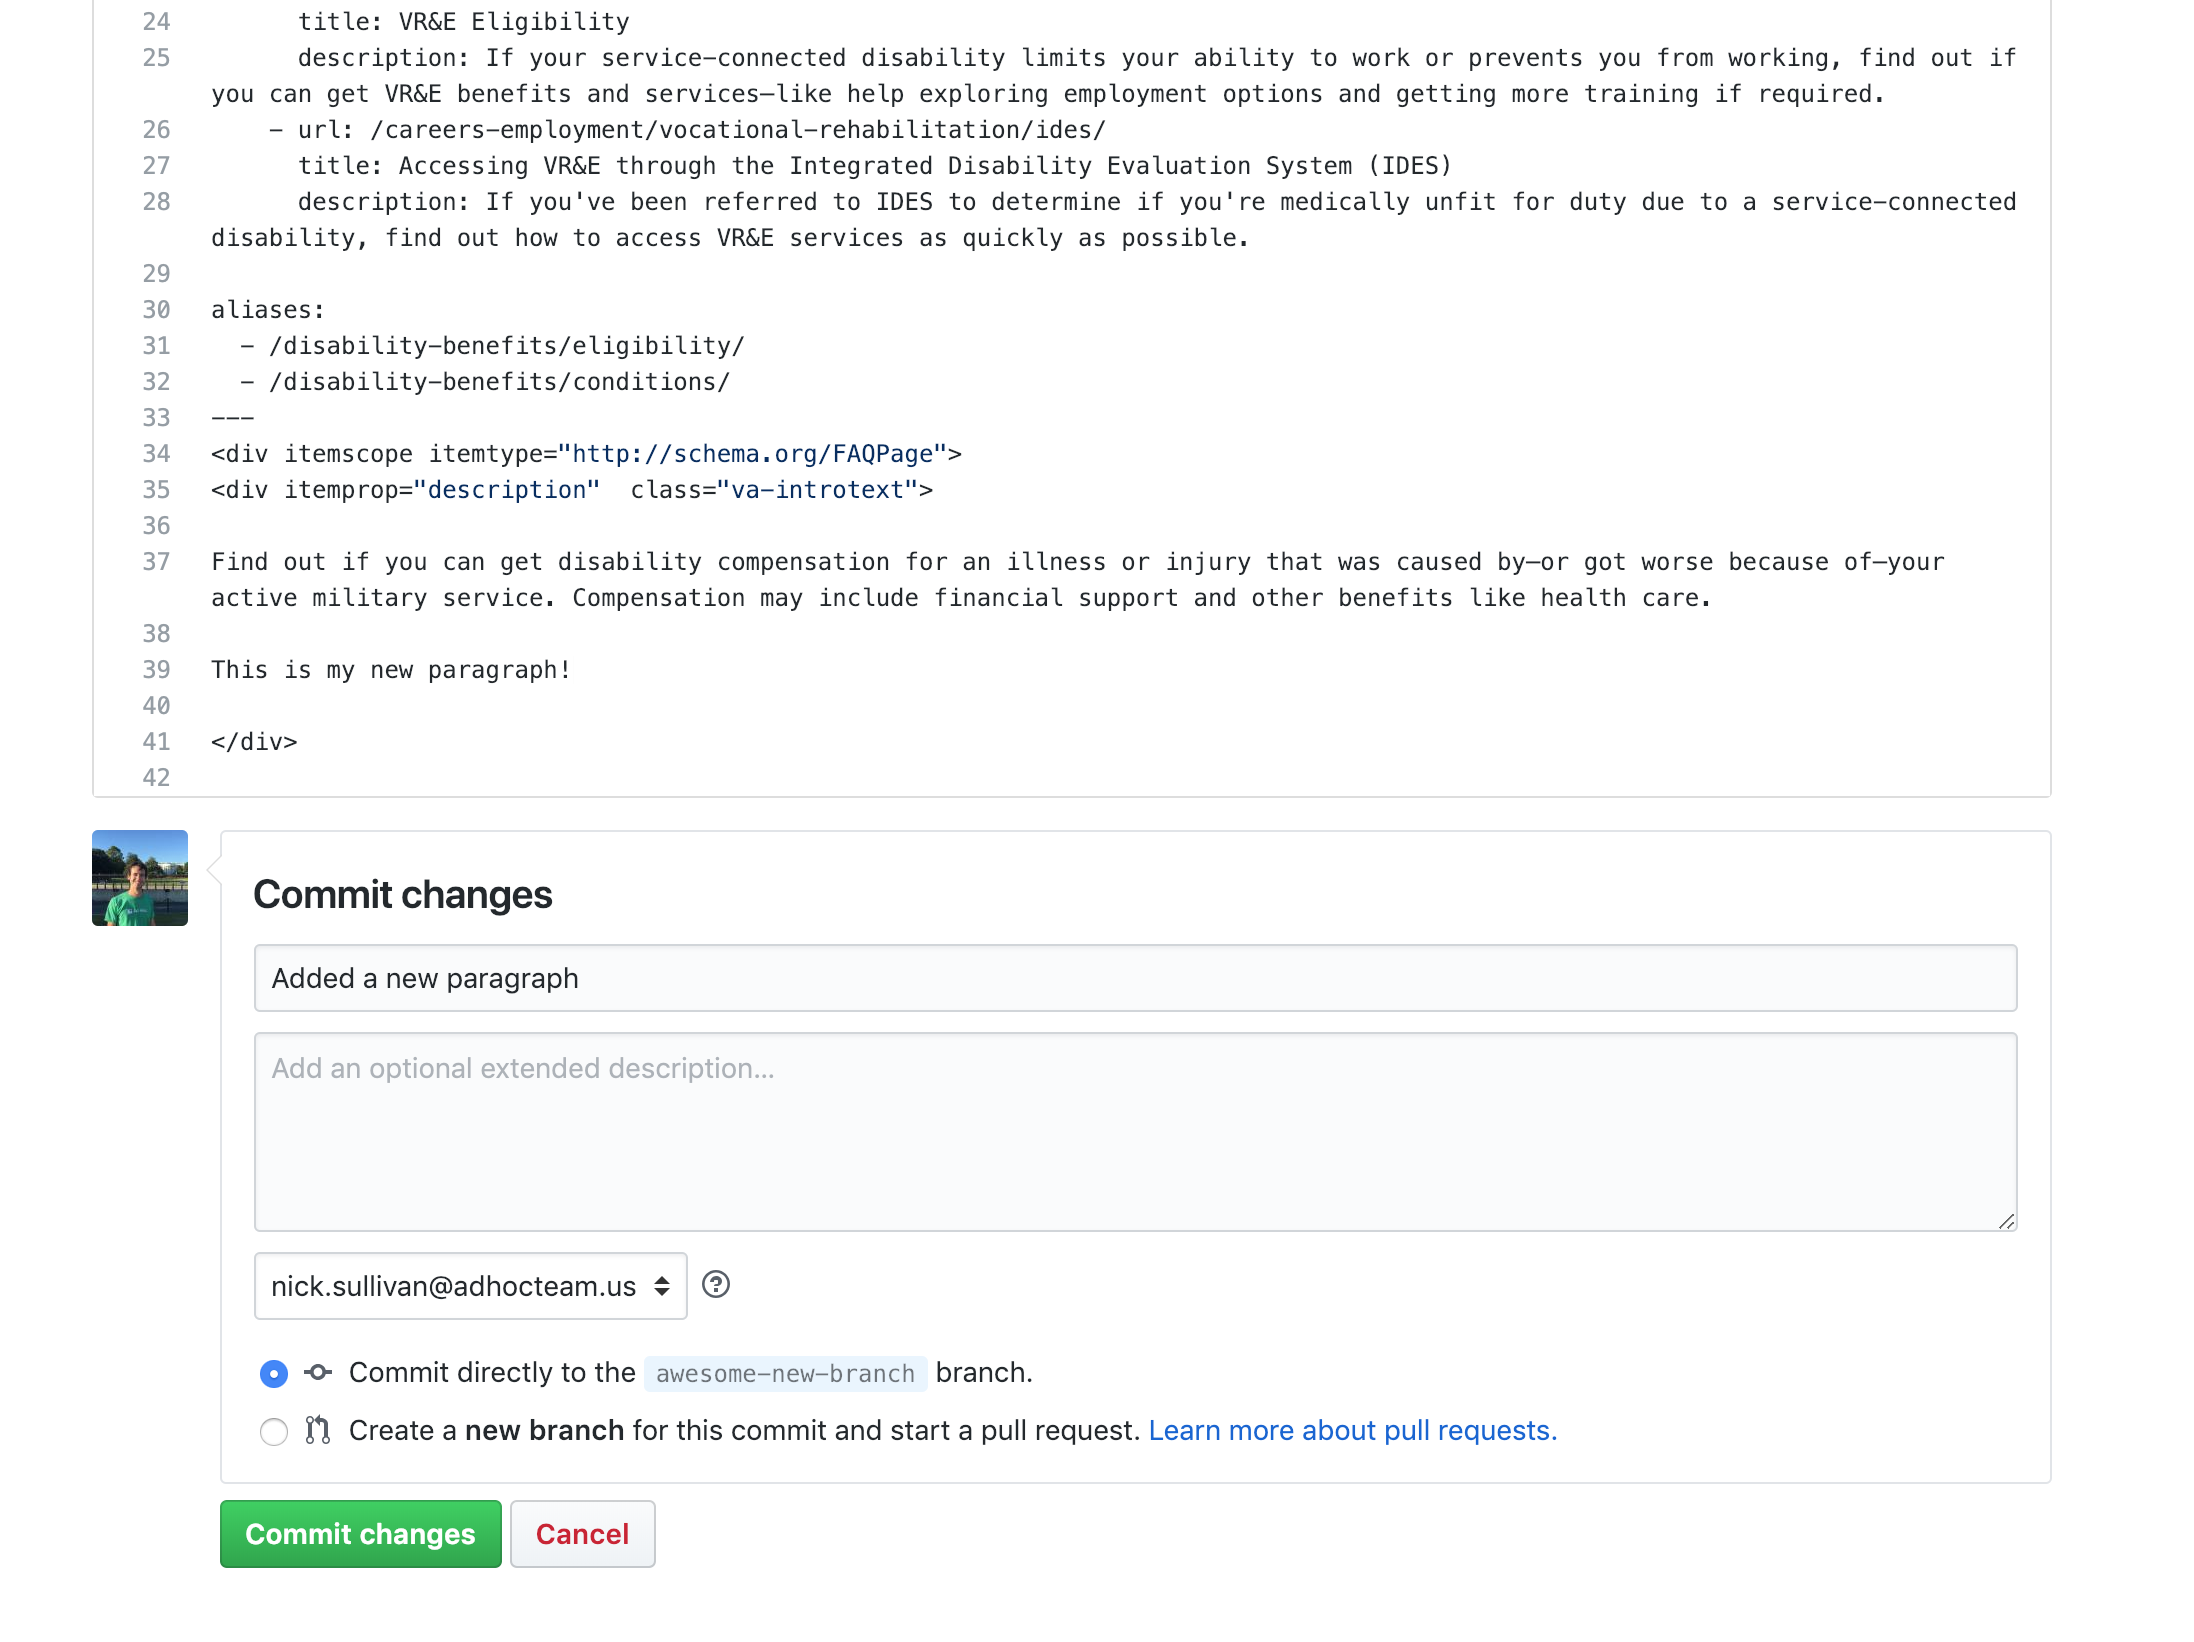 24 title: VR&E Eligibility
25 description: If your service-connected disability limits your ability to work or prevents you from working, find out if
you can get VR&E benefits and services—like help exploring employment options and getting more training if required.
26 - url: /careers-employment/vocational-rehabilitation/ides/
27 title: Accessing VR&E through the Integrated Disability Evaluation System (IDES)
28 description: If you've been referred to IDES to determine if you're medically unfit for duty due to a service-connected
disability, find out how to access VR&E services as quickly as possible.
29
30 aliases:
31 - /disability-benefits/eligibility/
32 - /disability-benefits/conditions/
33 ---
34 <div itemscope itemtype="http://schema.org/FAQPage">
35 <div itemprop="description"  class="va-introtext">
36
37 Find out if you can get disability compensation for an illness or injury that was caused by—or got worse because of—your
active military service. Compensation may include financial support and other benefits like health care.
38
39 This is my new paragraph!
40
41 </div>
42
Commit changes
Added a new paragraph
Add an optional extended description...
nick.sullivan@adhocteam.us
Commit directly to the awesome-new-branch branch.
Create a new branch for this commit and start a pull request. Learn more about pull requests.
Commit changes Cancel